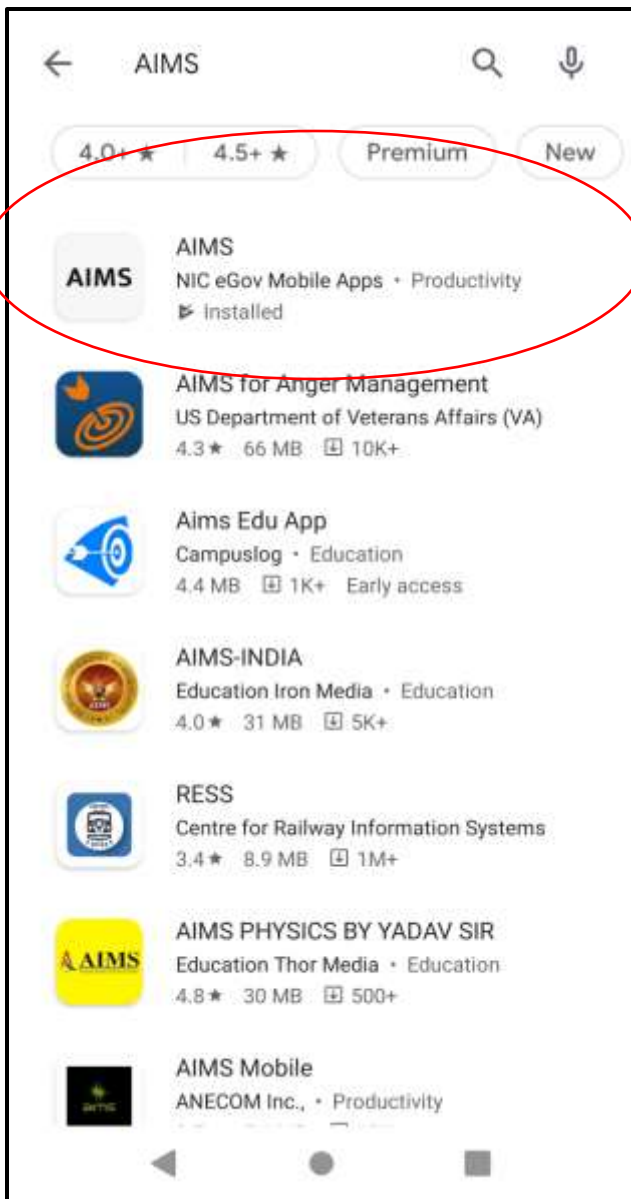 AIMS
4.0+ ★ 4.5+ ★ Premium New
AIMS
AIMS
NIC eGov Mobile Apps • Productivity
Installed
AIMS for Anger Management
US Department of Veterans Affairs (VA)
4.3★ 66 MB 10K+
Aims Edu App
Campuslog • Education
4.4 MB 1K+ Early access
AIMS-INDIA
Education Iron Media • Education
4.0★ 31 MB 5K+
RESS
Centre for Railway Information Systems
3.4★ 8.9 MB 1M+
AIMS
AIMS PHYSICS BY YADAV SIR
Education Thor Media • Education
4.8★ 30 MB 500+
aims
AIMS Mobile
ANECOM Inc., • Productivity